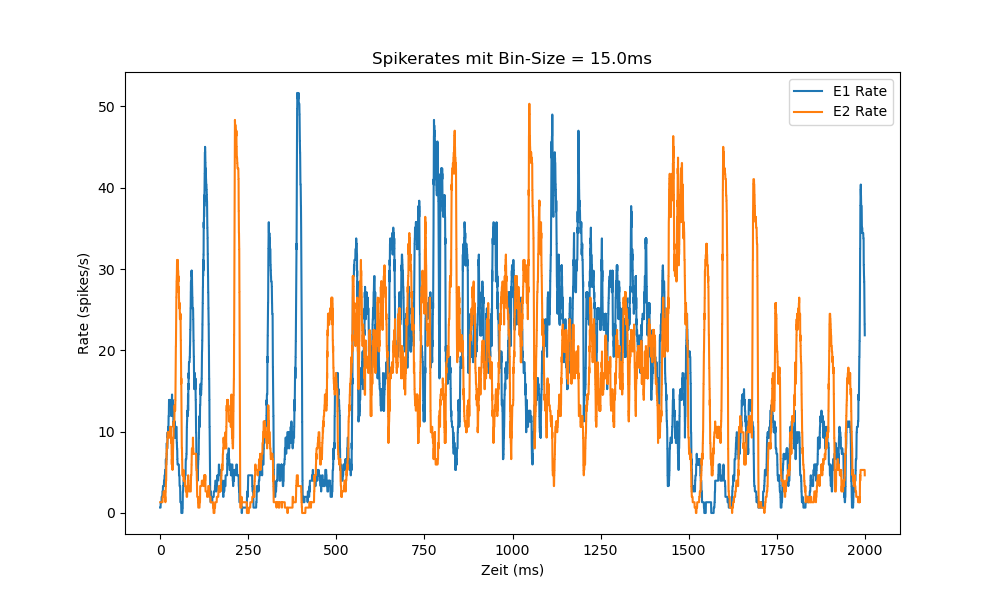 Spikerates mit Bin-Size = 15.0ms
E1 Rate
E2 Rate
Rate (spikes/s)
50
40
30
20
10
0
0 250 500 750 1000 1250 1500 1750 2000
Zeit (ms)